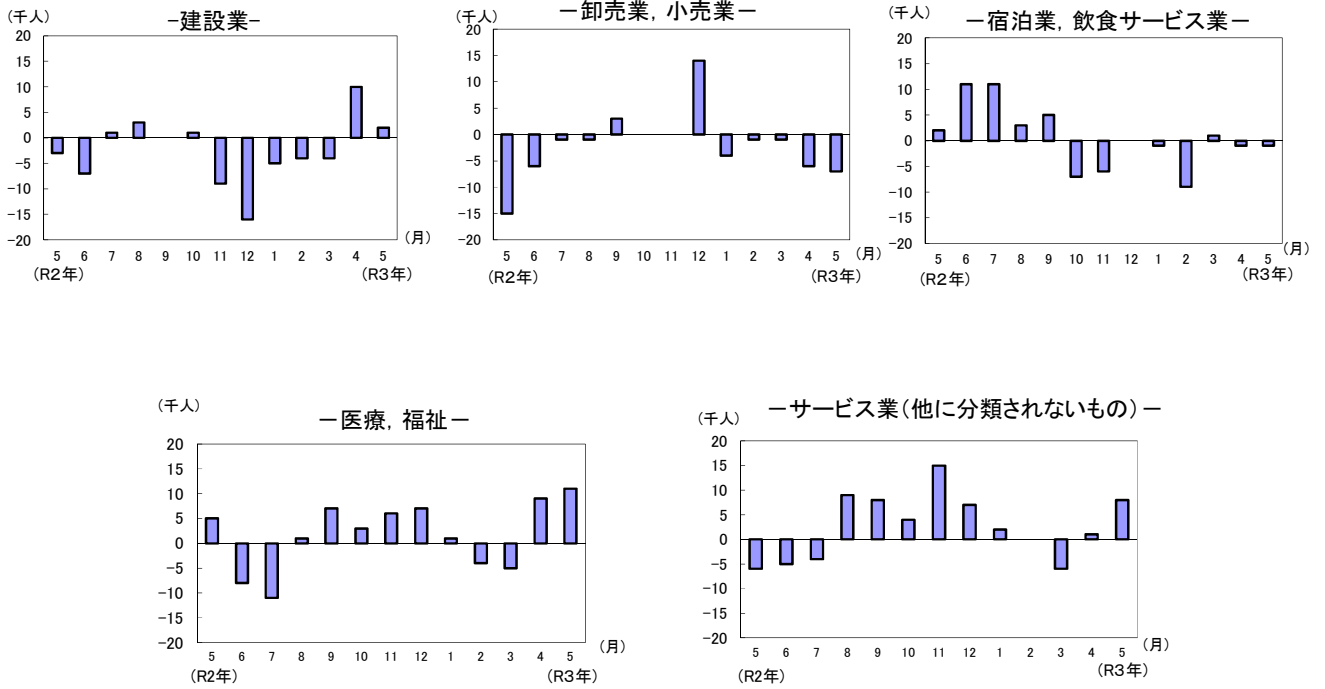 (千人)
－建設業－
20
15
10
5
0
－5
－10
－15
－20
5 6 7 8 9 10 11 12 1 2 3 4 5
(月)
(R2年)
(R3年)
(千人)
－卸売業，小売業－
20
15
10
5
0
－5
－10
－15
－20
5 6 7 8 9 10 11 12 1 2 3 4 5
(月)
(R2年)
(R3年)
(千人)
－宿泊業，飲食サービス業－
20
15
10
5
0
－5
－10
－15
－20
5 6 7 8 9 10 11 12 1 2 3 4 5
(月)
(R2年)
(R3年)
(千人)
－医療，福祉－
20
15
10
5
0
－5
－10
－15
－20
5 6 7 8 9 10 11 12 1 2 3 4 5
(月)
(R2年)
(R3年)
(千人)
－サービス業(他に分類されないもの)－
20
15
10
5
0
－5
－10
－15
－20
5 6 7 8 9 10 11 12 1 2 3 4 5
(月)
(R2年)
(R3年)